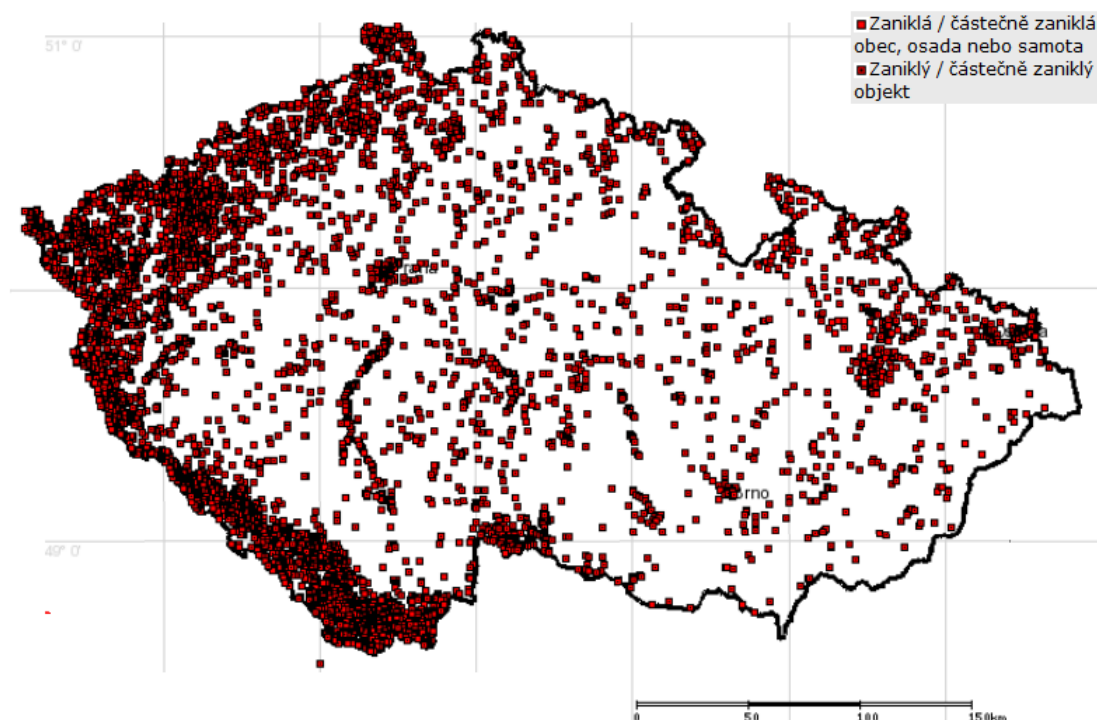 51° 0'
Zaniklá / částečně zaniklá
obec, osada nebo samota
Zaniklý / částečně zaniklý
objekt
49° 0'
0 50 100 150km